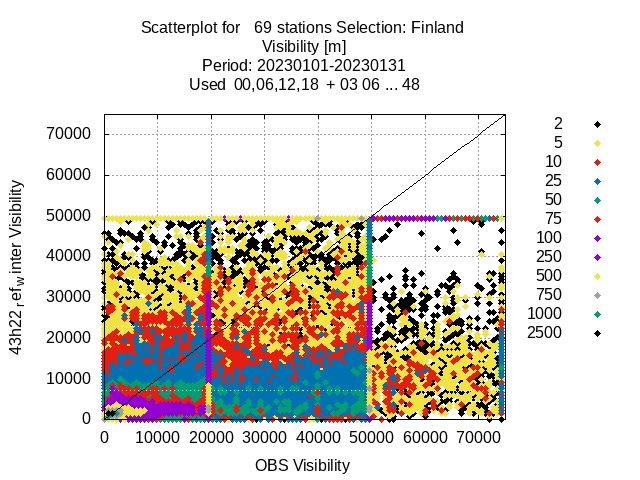 Scatterplot for 69 stations Selection: Finland
Visibility [m]
Period: 20230101-20230131
Used 00,06,12,18 + 03 06 ... 48
70000
60000
50000
40000
30000
20000
10000
0
43h22ref_winter Visibility
0 10000 20000 30000 40000 50000 60000 70000
OBS Visibility
2
5
10
25
50
75
100
250
500
750
1000
2500